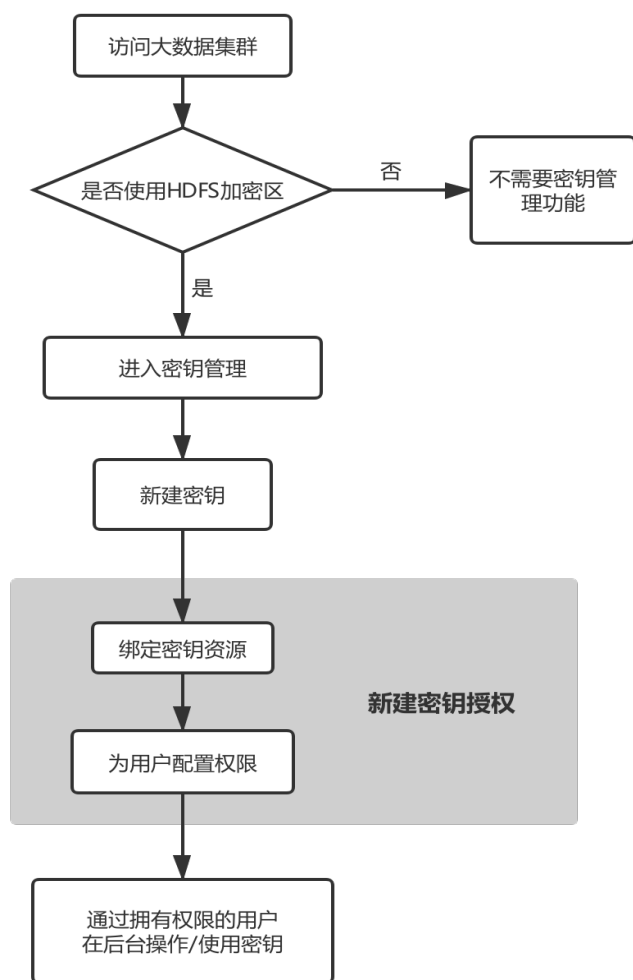 访问大数据集群
是否使用HDFS加密区
否
不需要密钥管
理功能
是
进入密钥管理
新建密钥
绑定密钥资源
新建密钥授权
为用户配置权限
通过拥有权限的用户
在后台操作/使用密钥